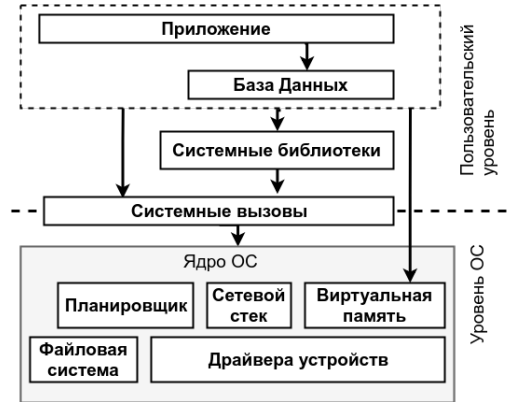 Приложение
База Данных
Системные библиотеки
Системные вызовы
Пользовательский
уровень
Ядро ОС
Планировщик
Сетевой
стек
Виртуальная
память
Файловая
система
Драйвера устройств
Уровень ОС